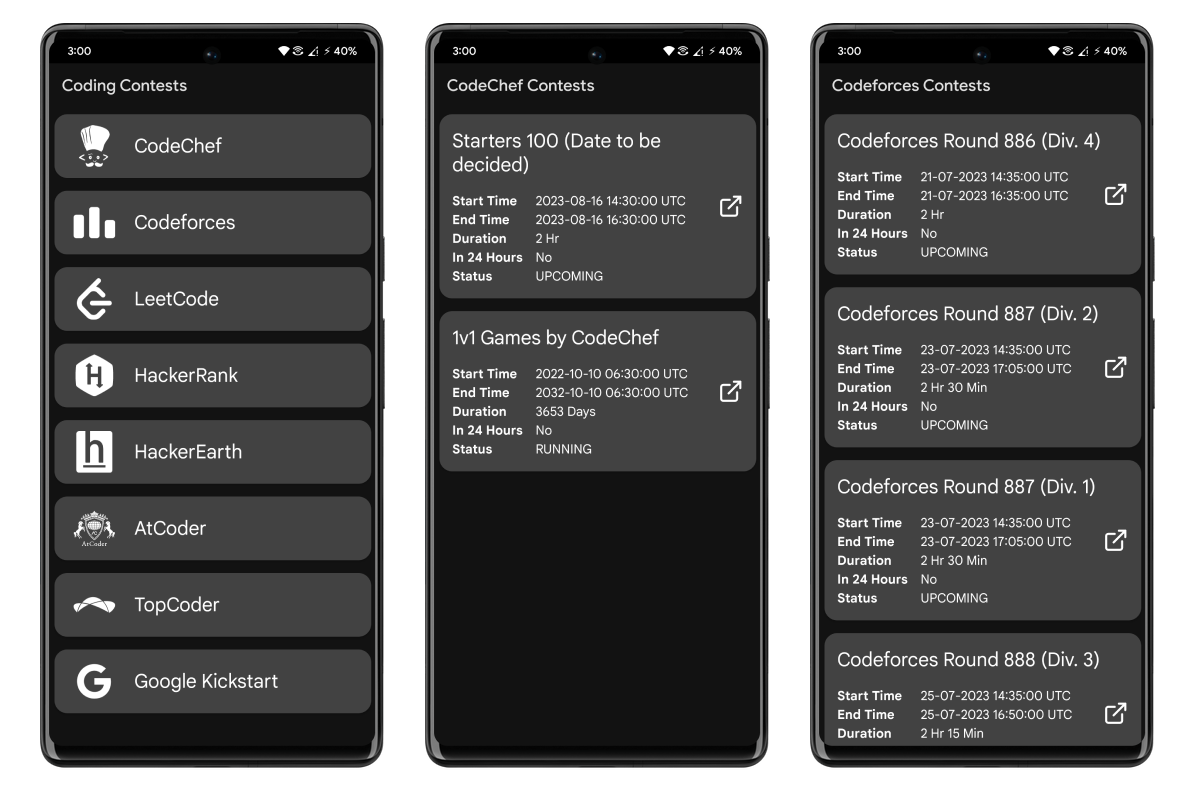 3:00
40%
Coding Contests
CodeChef
Codeforces
LeetCode
HackerRank
HackerEarth
AtCoder
AtCoder
TopCoder
Google Kickstart
3:00
40%
CodeChef Contests
Starters 100 (Date to be
decided)
Start Time 2023-08-16 14:30:00 UTC
End Time 2023-08-16 16:30:00 UTC
Duration 2 Hr
In 24 Hours No
Status UPCOMING
1v1 Games by CodeChef
Start Time 2022-10-10 06:30:00 UTC
End Time 2032-10-10 06:30:00 UTC
Duration 3653 Days
In 24 Hours No
Status RUNNING
3:00
40%
Codeforces Contests
Codeforces Round 886 (Div. 4)
Start Time 21-07-2023 14:35:00 UTC
End Time 21-07-2023 16:35:00 UTC
Duration 2 Hr
In 24 Hours No
Status UPCOMING
Codeforces Round 887 (Div. 2)
Start Time 23-07-2023 14:35:00 UTC
End Time 23-07-2023 17:05:00 UTC
Duration 2 Hr 30 Min
In 24 Hours No
Status UPCOMING
Codeforces Round 887 (Div. 1)
Start Time 23-07-2023 14:35:00 UTC
End Time 23-07-2023 17:05:00 UTC
Duration 2 Hr 30 Min
In 24 Hours No
Status UPCOMING
Codeforces Round 888 (Div. 3)
Start Time 25-07-2023 14:35:00 UTC
End Time 25-07-2023 16:50:00 UTC
Duration 2 Hr 15 Min